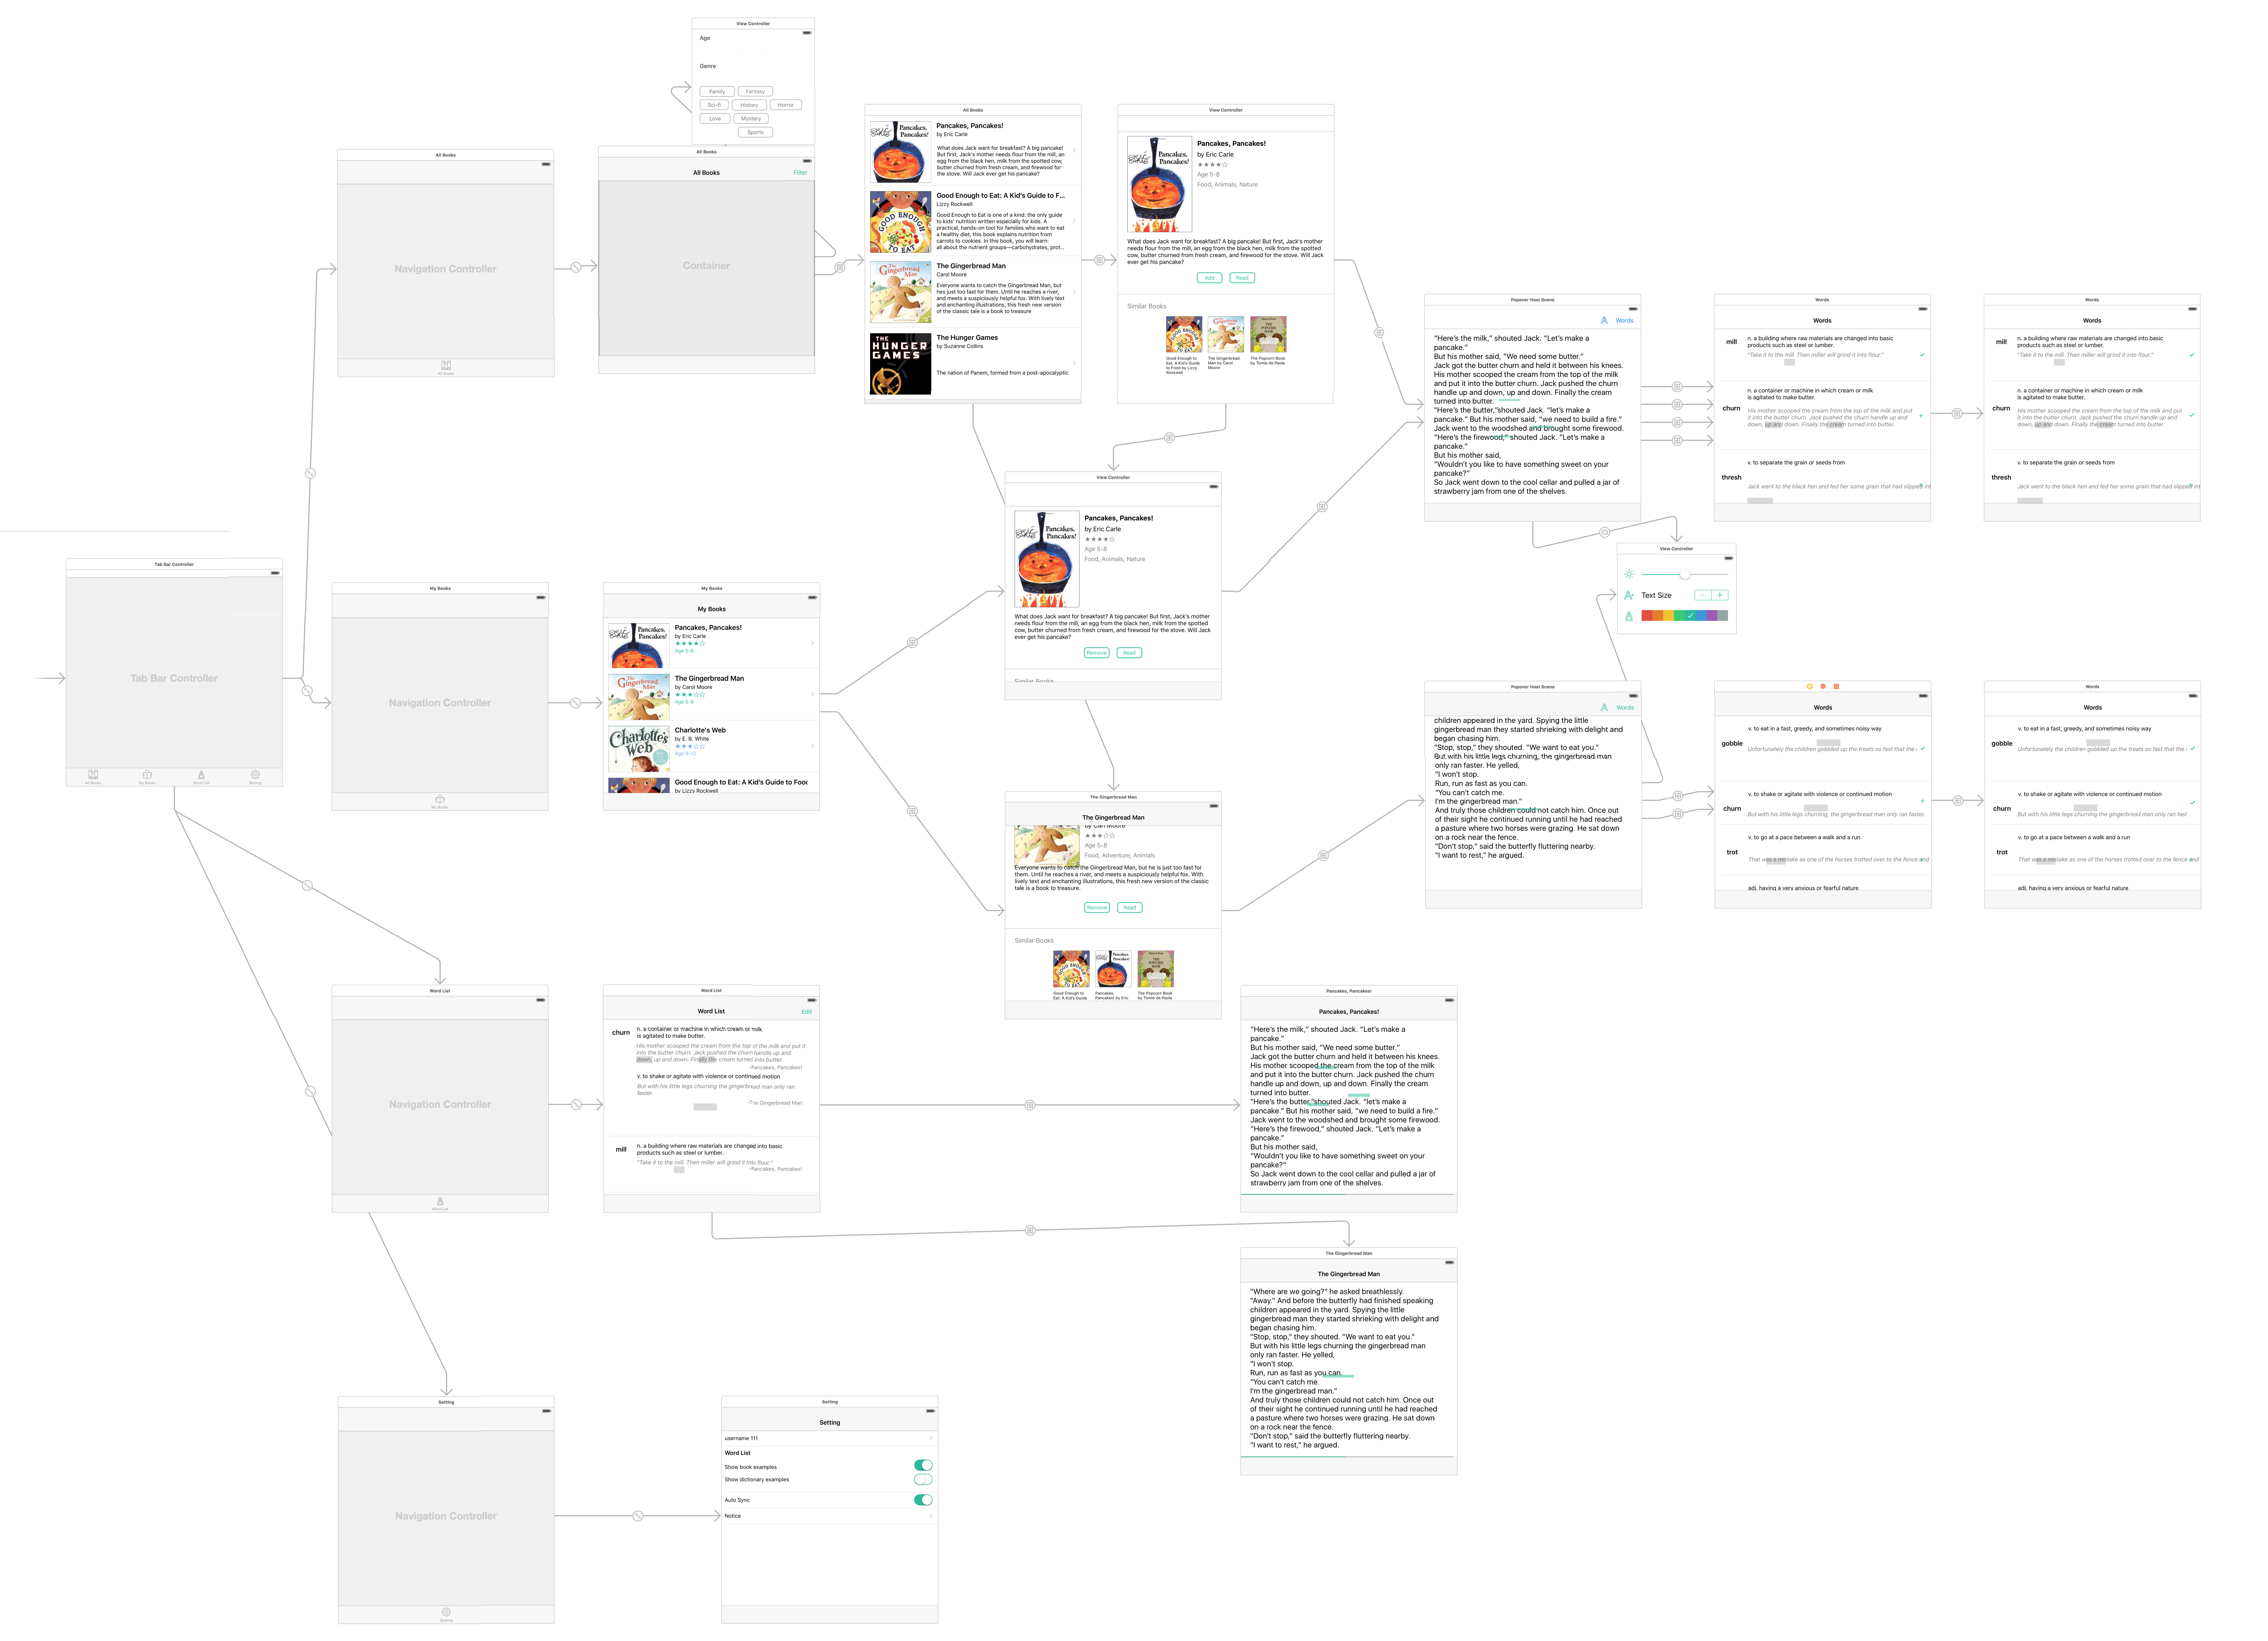 View Controller
Age
Genre
Family
Fantasy
Sci-fi
History
Horror
Love
Mystery
Sports
All Books
Navigation Controller
All Books
All Books
All Books
Filter
Container
All Books
Pancakes, Pancakes!
Pancakes, Pancakes!
by Eric Carle
What does Jack want for breakfast? A big pancake!
But first, Jack's mother needs flour from the mill, an
egg from the black hen, milk from the spotted cow,
butter churned from fresh cream, and firewood for
the stove. Will Jack ever get his pancake?
GOOD ENOUGH TO EAT
Good Enough to Eat: A Kid's Guide to F...
Lizzy Rockwell
Good Enough to Eat is one of a kind: the only guide
to kids' nutrition written especially for kids. A
practical, hands-on tool for families who want to eat
a healthy diet, this book explains nutrition from
carrots to cookies. In this book, you will learn:
all about the nutrient groups—carbohydrates, prot...
The Gingerbread Man
The Gingerbread Man
Carol Moore
Everyone wants to catch the Gingerbread Man, but
hes just too fast for them. Until he reaches a river,
and meets a suspiciously helpful fox. With lively text
and enchanting illustrations, this fresh new version
of the classic tale is a book to treasure
THE HUNGER GAMES
The Hunger Games
by Suzanne Collins
The nation of Panem, formed from a post-apocalyptic
View Controller
Pancakes, Pancakes!
Pancakes, Pancakes!
by Eric Carle
Age 5-8
Food, Animals, Nature
What does Jack want for breakfast? A big pancake! But first, Jack's mother
needs flour from the mill, an egg from the black hen, milk from the spotted
cow, butter churned from fresh cream, and firewood for the stove. Will Jack
ever get his pancake?
Add
Read
Similar Books
Good Enough to
Eat: A Kid's Guide
to Food by Lizzy
Rockwell
The Gingerbread
Man by Carol
Moore
The Popcorn Book
by Tomie de Paola
Popover Host Scene
Words
"Here's the milk," shouted Jack. "Let's make a
pancake."
But his mother said, "We need some butter."
Jack got the butter churn and held it between his knees.
His mother scooped the cream from the top of the milk
and put it into the butter churn. Jack pushed the churn
handle up and down, up and down. Finally the cream
turned into butter.
"Here's the butter,"shouted Jack. "let's make a
pancake." But his mother said, "we need to build a fire."
Jack went to the woodshed and brought some firewood.
"Here's the firewood," shouted Jack. "Let's make a
pancake."
But his mother said,
"Wouldn't you like to have something sweet on your
pancake?"
So Jack went down to the cool cellar and pulled a jar of
strawberry jam from one of the shelves.
Words
Words
mill
n. a building where raw materials are changed into basic
products such as steel or lumber.
"Take it to the mill. Then miller will grind it into flour."
churn
n. a container or machine in which cream or milk
is agitated to make butter.
His mother scooped the cream from the top of the milk and put
it into the butter churn. Jack pushed the churn handle up and
down, up and down. Finally the cream turned into butter.
thresh
v. to separate the grain or seeds from
Jack went to the black hen and fed her some grain that had slipped int
Words
Words
mill
n. a building where raw materials are changed into basic
products such as steel or lumber.
"Take it to the mill. Then miller will grind it into flour."
churn
n. a container or machine in which cream or milk
is agitated to make butter.
His mother scooped the cream from the top of the milk and put
it into the butter churn. Jack pushed the churn handle up and
down, up and down. Finally the cream turned into butter.
thresh
v. to separate the grain or seeds from
Jack went to the black hen and fed her some grain that had slipped int
View Controller
Pancakes, Pancakes!
Pancakes, Pancakes!
by Eric Carle
Age 5-8
Food, Animals, Nature
What does Jack want for breakfast? A big pancake! But first, Jack's mother
needs flour from the mill, an egg from the black hen, milk from the spotted
cow, butter churned from fresh cream, and firewood for the stove. Will Jack
ever get his pancake?
Remove
Read
Similar Books
View Controller
Text Size
Tab Bar Controller
Tab Bar Controller
All Books
My Books
Word List
Setting
My Books
Navigation Controller
My Books
My Books
My Books
Pancakes, Pancakes!
Pancakes, Pancakes!
by Eric Carle
Age 5-8
The Gingerbread Man
The Gingerbread Man
by Carol Moore
Age 5-8
Charlotte's Web
Charlotte's Web
by E. B. White
Age 8-12
Good Enough to Eat: A Kid's Guide to Food
by Lizzy Rockwell
The Gingerbread Man
The Gingerbread Man
by Carl Moore
Age 5-8
Food, Adventure, Animals
Everyone wants to catch the Gingerbread Man, but he is just too fast for
them. Until he reaches a river, and meets a suspiciously helpful fox. With
lively text and enchanting illustrations, this fresh new version of the classic
tale is a book to treasure.
Remove
Read
Similar Books
Good Enough to
Eat: A Kid's Guide
Pancakes,
Pancakes! by Eric
The Popcorn Book
by Tomie de Paola
Popover Host Scene
Words
children appeared in the yard. Spying the little
gingerbread man they started shrieking with delight and
began chasing him.
"Stop, stop," they shouted. "We want to eat you."
But with his little legs churning, the gingerbread man
only ran faster. He yelled,
"I won't stop.
Run, run as fast as you can.
"You can't catch me.
I'm the gingerbread man."
And truly those children could not catch him. Once out
of their sight he continued running until he had reached
a pasture where two horses were grazing. He sat down
on a rock near the fence.
"Don't stop," said the butterfly fluttering nearby.
"I want to rest," he argued.
Words
gobble
v. to eat in a fast, greedy, and sometimes noisy way
Unfortunately the children gobbled up the treats so fast that the
churn
v. to shake or agitate with violence or continued motion
But with his little legs churning, the gingerbread man only ran faster.
trot
v. to go at a pace between a walk and a run
That was a mistake as one of the horses trotted over to the fence and
adj. having a very anxious or fearful nature
Words
Words
gobble
v. to eat in a fast, greedy, and sometimes noisy way
Unfortunately the children gobbled up the treats so fast that the
churn
v. to shake or agitate with violence or continued motion
But with his little legs churning, the gingerbread man only ran fast
trot
v. to go at a pace between a walk and a run
That was a mistake as one of the horses trotted over to the fence and
adj. having a very anxious or fearful nature
Word List
Navigation Controller
Word List
Word List
Word List
Edit
churn
n. a container or machine in which cream or milk
is agitated to make butter.
His mother scooped the cream from the top of the milk and put it
into the butter churn. Jack pushed the churn handle up and
down, up and down. Finally the cream turned into butter.
-Pancakes, Pancakes!
v. to shake or agitate with violence or continued motion
But with his little legs churning the gingerbread man only ran
faster.
-The Gingerbread Man
mill
n. a building where raw materials are changed into basic
products such as steel or lumber.
"Take it to the mill. Then miller will grind it into flour."
-Pancakes, Pancakes!
Pancakes, Pancakes!
Pancakes, Pancakes!
"Here's the milk," shouted Jack. "Let's make a
pancake."
But his mother said, "We need some butter."
Jack got the butter churn and held it between his knees.
His mother scooped the cream from the top of the milk
and put it into the butter churn. Jack pushed the churn
handle up and down, up and down. Finally the cream
turned into butter.
"Here's the butter,"shouted Jack. "let's make a
pancake." But his mother said, "we need to build a fire."
Jack went to the woodshed and brought some firewood.
"Here's the firewood," shouted Jack. "Let's make a
pancake."
But his mother said,
"Wouldn't you like to have something sweet on your
pancake?"
So Jack went down to the cool cellar and pulled a jar of
strawberry jam from one of the shelves.
The Gingerbread Man
The Gingerbread Man
"Where are we going?" he asked breathlessly.
"Away." And before the butterfly had finished speaking
children appeared in the yard. Spying the little
gingerbread man they started shrieking with delight and
began chasing him.
"Stop, stop," they shouted. "We want to eat you."
But with his little legs churning the gingerbread man
only ran faster. He yelled,
"I won't stop.
Run, run as fast as you can.
"You can't catch me.
I'm the gingerbread man."
And truly those children could not catch him. Once out
of their sight he continued running until he had reached
a pasture where two horses were grazing. He sat down
on a rock near the fence.
"Don't stop," said the butterfly fluttering nearby.
"I want to rest," he argued.
Setting
Navigation Controller
Setting
Setting
Setting
username 111
Word List
Show book examples
Show dictionary examples
Auto Sync
Notice